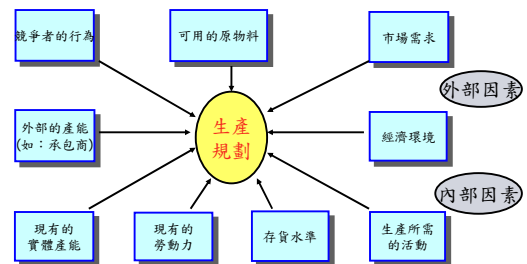 競爭者的行為
可用的原物料
市場需求
外部因素
外部的產能
(如：承包商)
生產
規劃
經濟環境
內部因素
現有的
實體產能
現有的
勞動力
存貨水準
生產所需
的活動